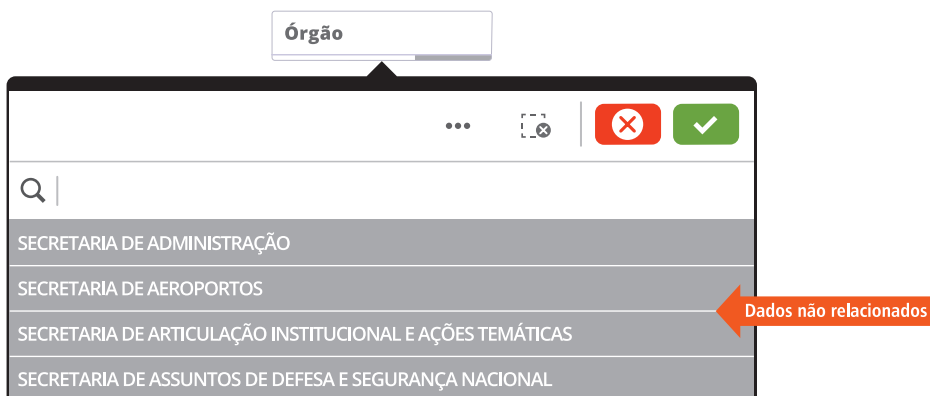 Órgão
SECRETARIA DE ADMINISTRAÇÃO
SECRETARIA DE AEROPORTOS
Dados não relacionados
SECRETARIA DE ARTICULAÇÃO INSTITUCIONAL E AÇÕES TEMÁTICAS
SECRETARIA DE ASSUNTOS DE DEFESA E SEGURANÇA NACIONAL